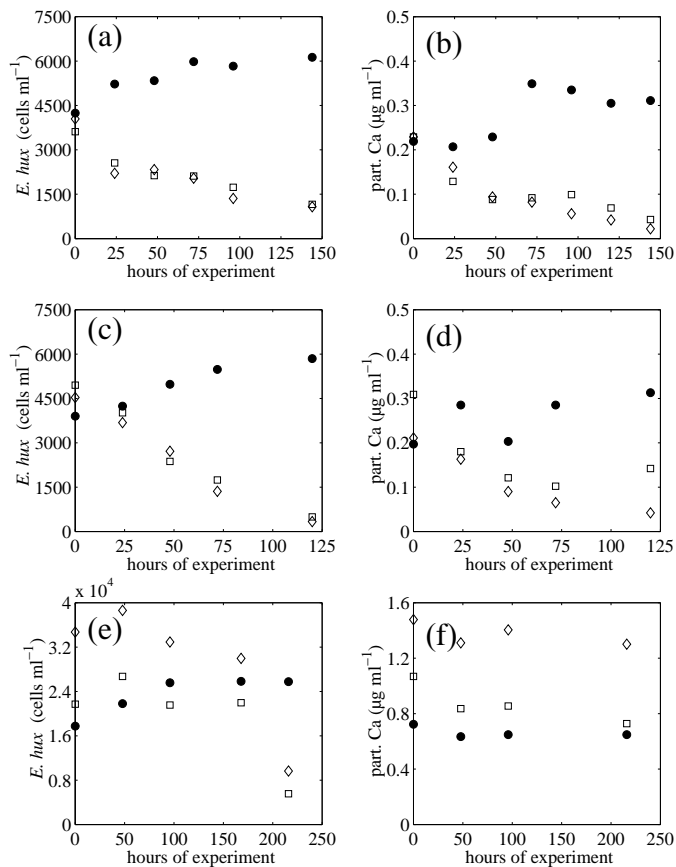 (a)
7500
6000
4500
3000
1500
0
E. hux (cells ml−1)
0 25 50 75 100 125 150
hours of experiment
(b)
0.5
0.4
0.3
0.2
0.1
0
part. Ca (μg ml−1)
0 25 50 75 100 125 150
hours of experiment
(c)
7500
6000
4500
3000
1500
0
E. hux (cells ml−1)
0 25 50 75 100 125
hours of experiment
(d)
0.5
0.4
0.3
0.2
0.1
0
part. Ca (μg ml−1)
0 25 50 75 100 125
hours of experiment
x 10^4
(e)
4
3.2
2.4
1.6
0.8
0
E. hux (cells ml−1)
0 50 100 150 200 250
hours of experiment
(f)
1.6
1.2
0.8
0.4
0
part. Ca (μg ml−1)
0 50 100 150 200 250
hours of experiment